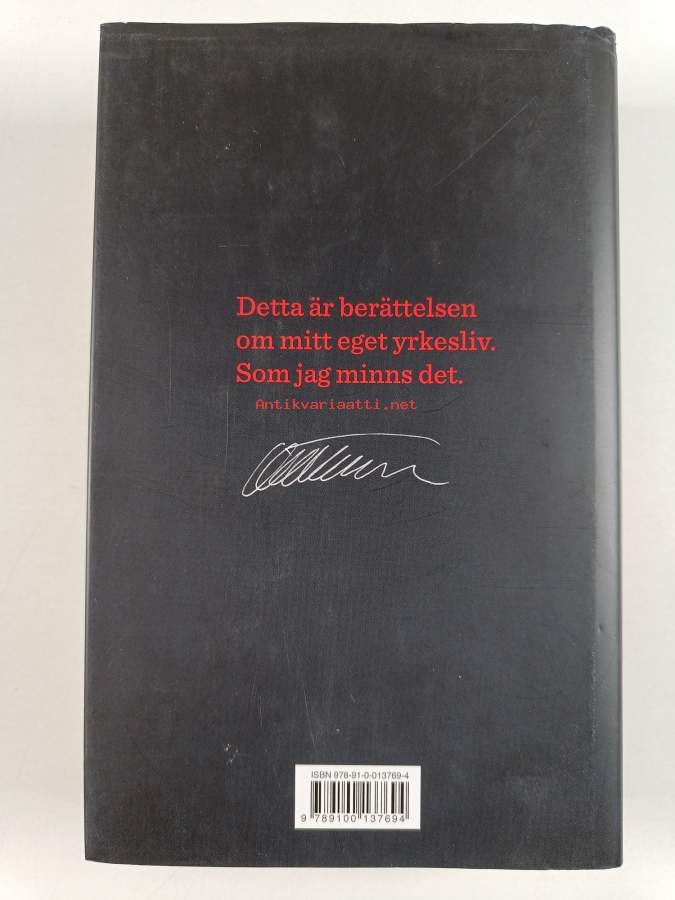 Detta är berättelsen
om mitt eget yrkesliv.
Som jag minns det.
Antikvariaatti.net
ISBN 978-91-0-013769-4
9 789100 137694